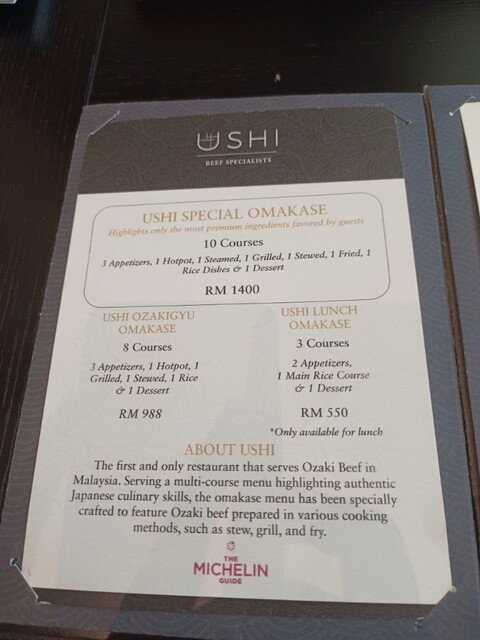 USHI
BEEF SPECIALISTS
USHI SPECIAL OMAKASE
Highlights only the most premium ingredients favored by guests
10 Courses
3 Appetizers, 1 Hotpot, 1 Steamed, 1 Grilled, 1 Stewed, 1 Fried, 1
Rice Dishes & 1 Dessert
RM 1400
USHI OZAKIGYU
OMAKASE
8 Courses
3 Appetizers, 1 Hotpot, 1
Grilled, 1 Stewed, 1 Rice
& 1 Dessert
RM 988
USHI LUNCH
OMAKASE
3 Courses
2 Appetizers,
1 Main Rice Course
& 1 Dessert
RM 550
*Only available for lunch
ABOUT USHI
The first and only restaurant that serves Ozaki Beef in
Malaysia. Serving a multi-course menu highlighting authentic
Japanese culinary skills, the omakase menu has been specially
crafted to feature Ozaki beef prepared in various cooking
methods, such as stew, grill, and fry.
THE
MICHELIN
GUIDE